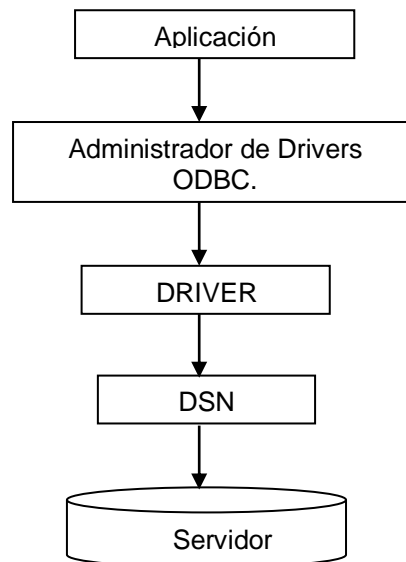 Aplicación
Administrador de Drivers
ODBC.
DRIVER
DSN
Servidor